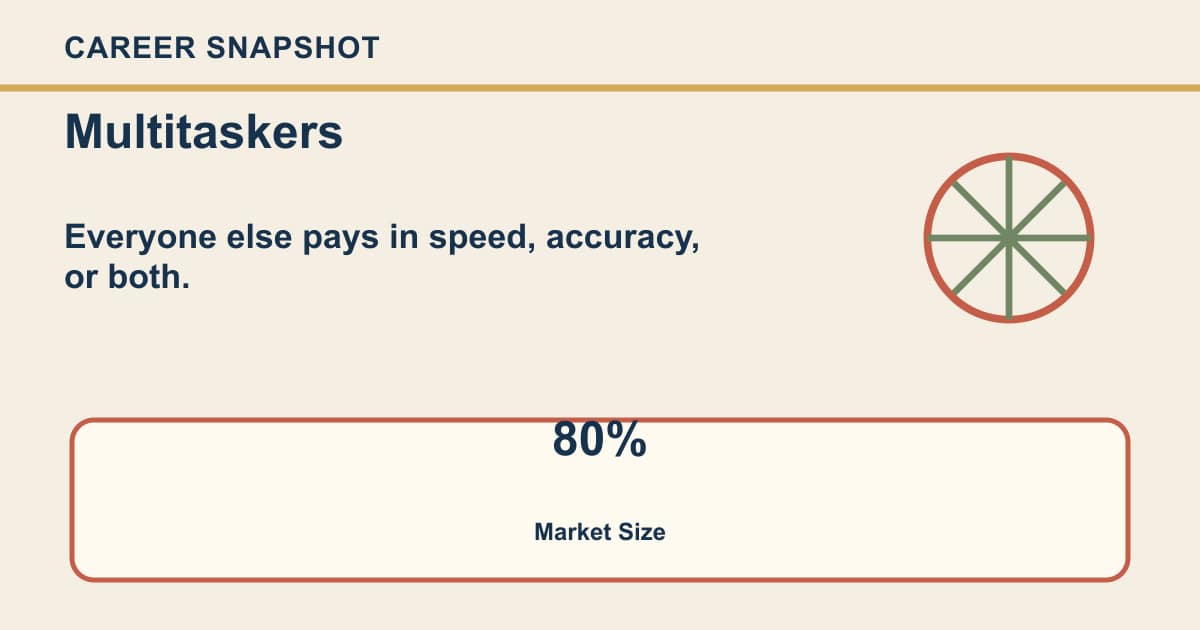 CAREER SNAPSHOT
Multitaskers
Everyone else pays in speed, accuracy,
or both.
80%
Market Size